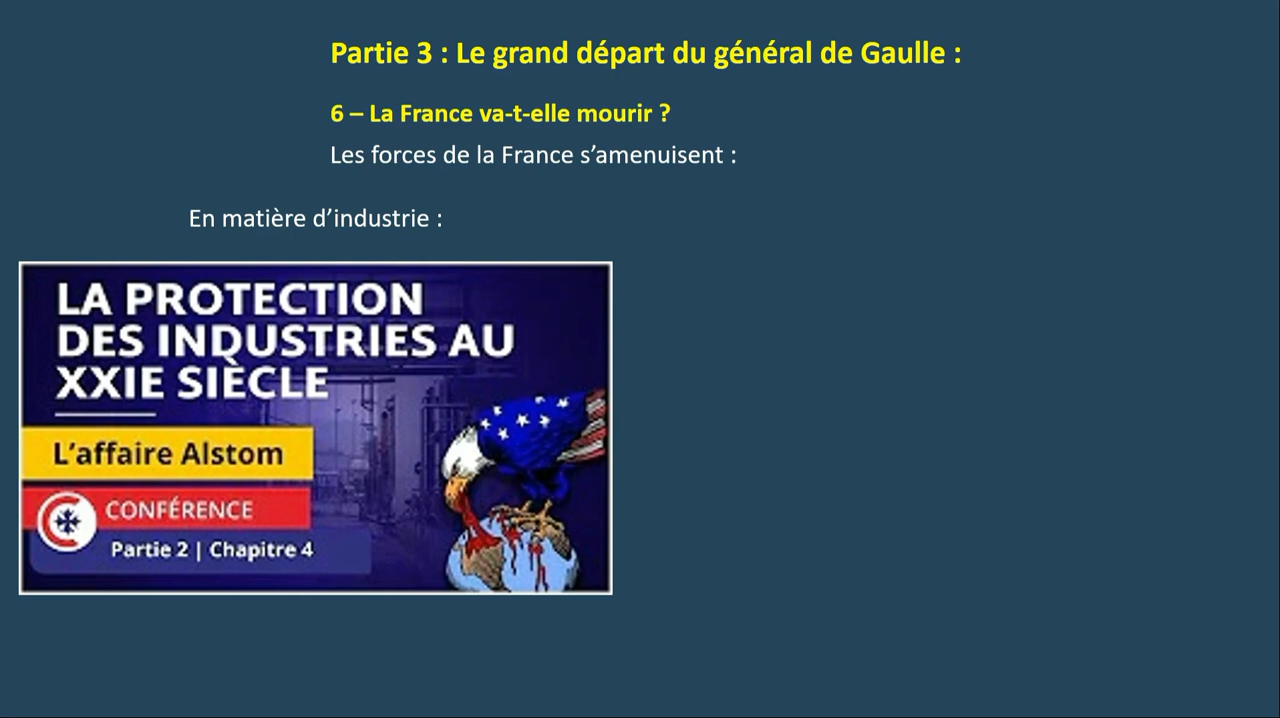 Partie 3 : Le grand départ du général de Gaulle :
6 – La France va-t-elle mourir ?
Les forces de la France s’amenuisent :
En matière d’industrie :
LA PROTECTION
DES INDUSTRIES AU
XXIE SIÈCLE
L’affaire Alstom
CONFÉRENCE
Partie 2 | Chapitre 4